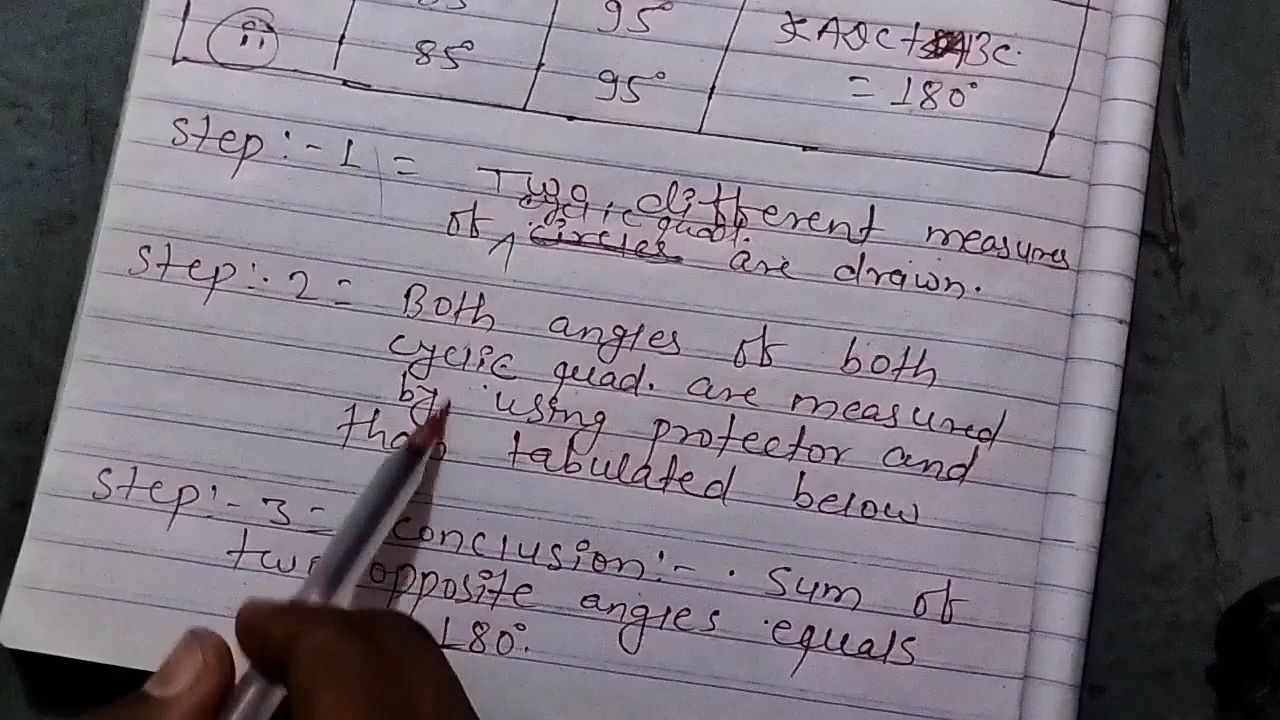 95°
85°
95°
∡ADC + ABC.
= 180°
Step:-1 = Two different measures
of cyclic quad. are drawn.
Step:-2 = Both angles of both
cyclic quad. are measured
by using protector and
tabulated below
Step:-3 = Conclusion:- . Sum of
two opposite angles equals
180°.